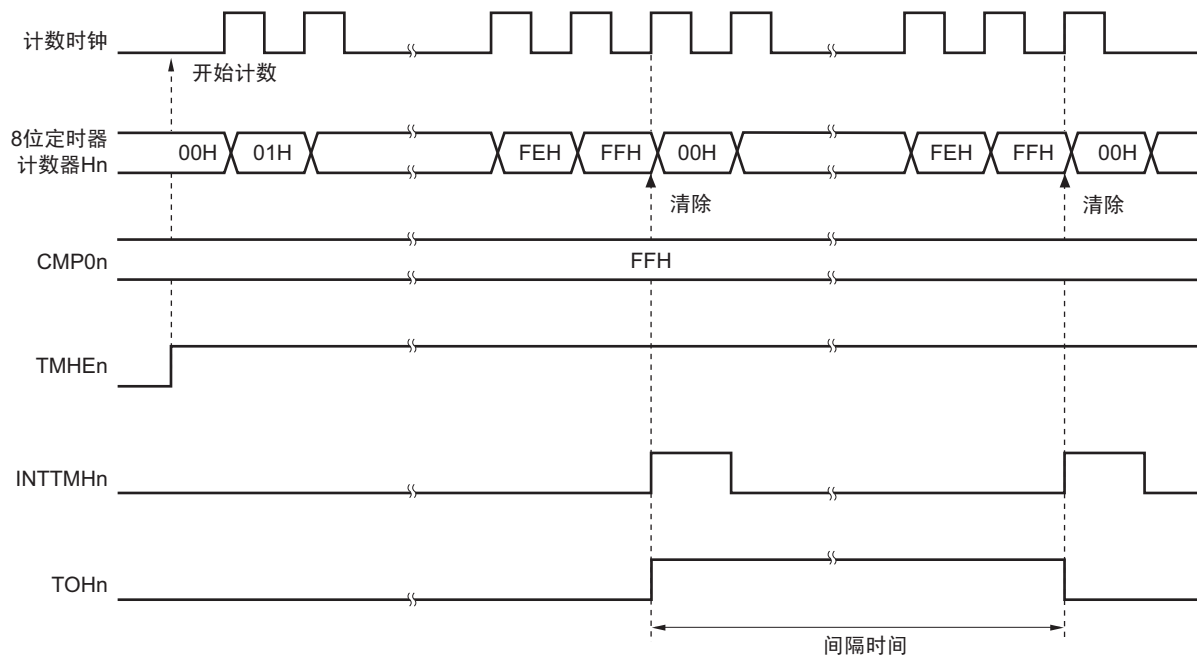 计数时钟
开始计数
8位定时器
计数器Hn
00H 01H FEH FFH 00H FEH FFH 00H
清除 清除
CMP0n FFH
TMHEn
INTTMHn
TOHn
间隔时间